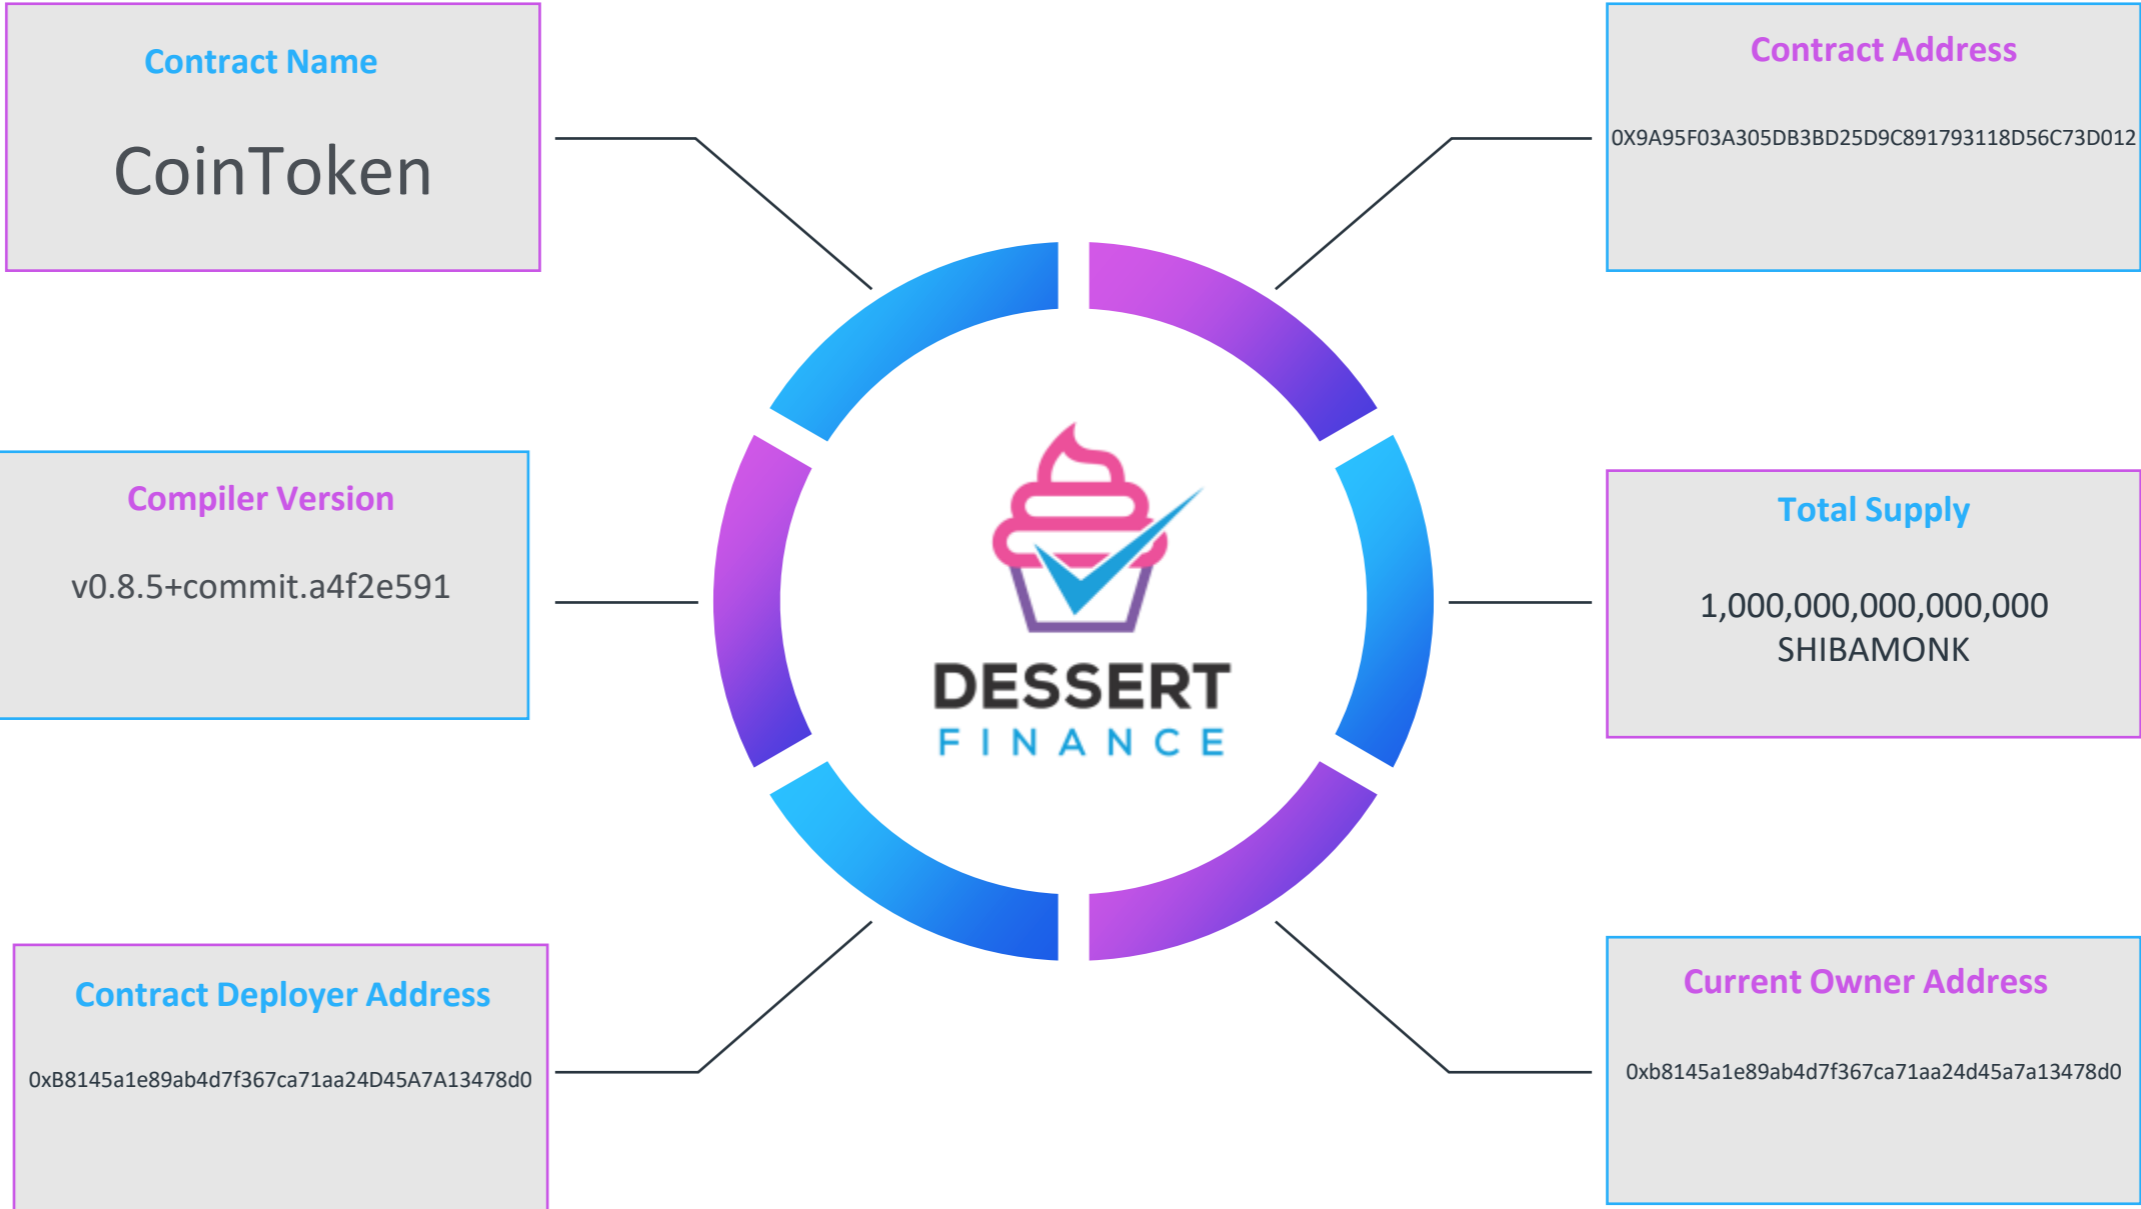 Contract Name
CoinToken
Contract Address
0X9A95F03A305DB3BD25D9C891793118D56C73D012
Compiler Version
v0.8.5+commit.a4f2e591
DESSERT
FINANCE
Total Supply
1,000,000,000,000,000
SHIBAMONK
Contract Deployer Address
0xB8145a1e89ab4d7f367ca71aa24D45A7A13478d0
Current Owner Address
0xb8145a1e89ab4d7f367ca71aa24d45a7a13478d0